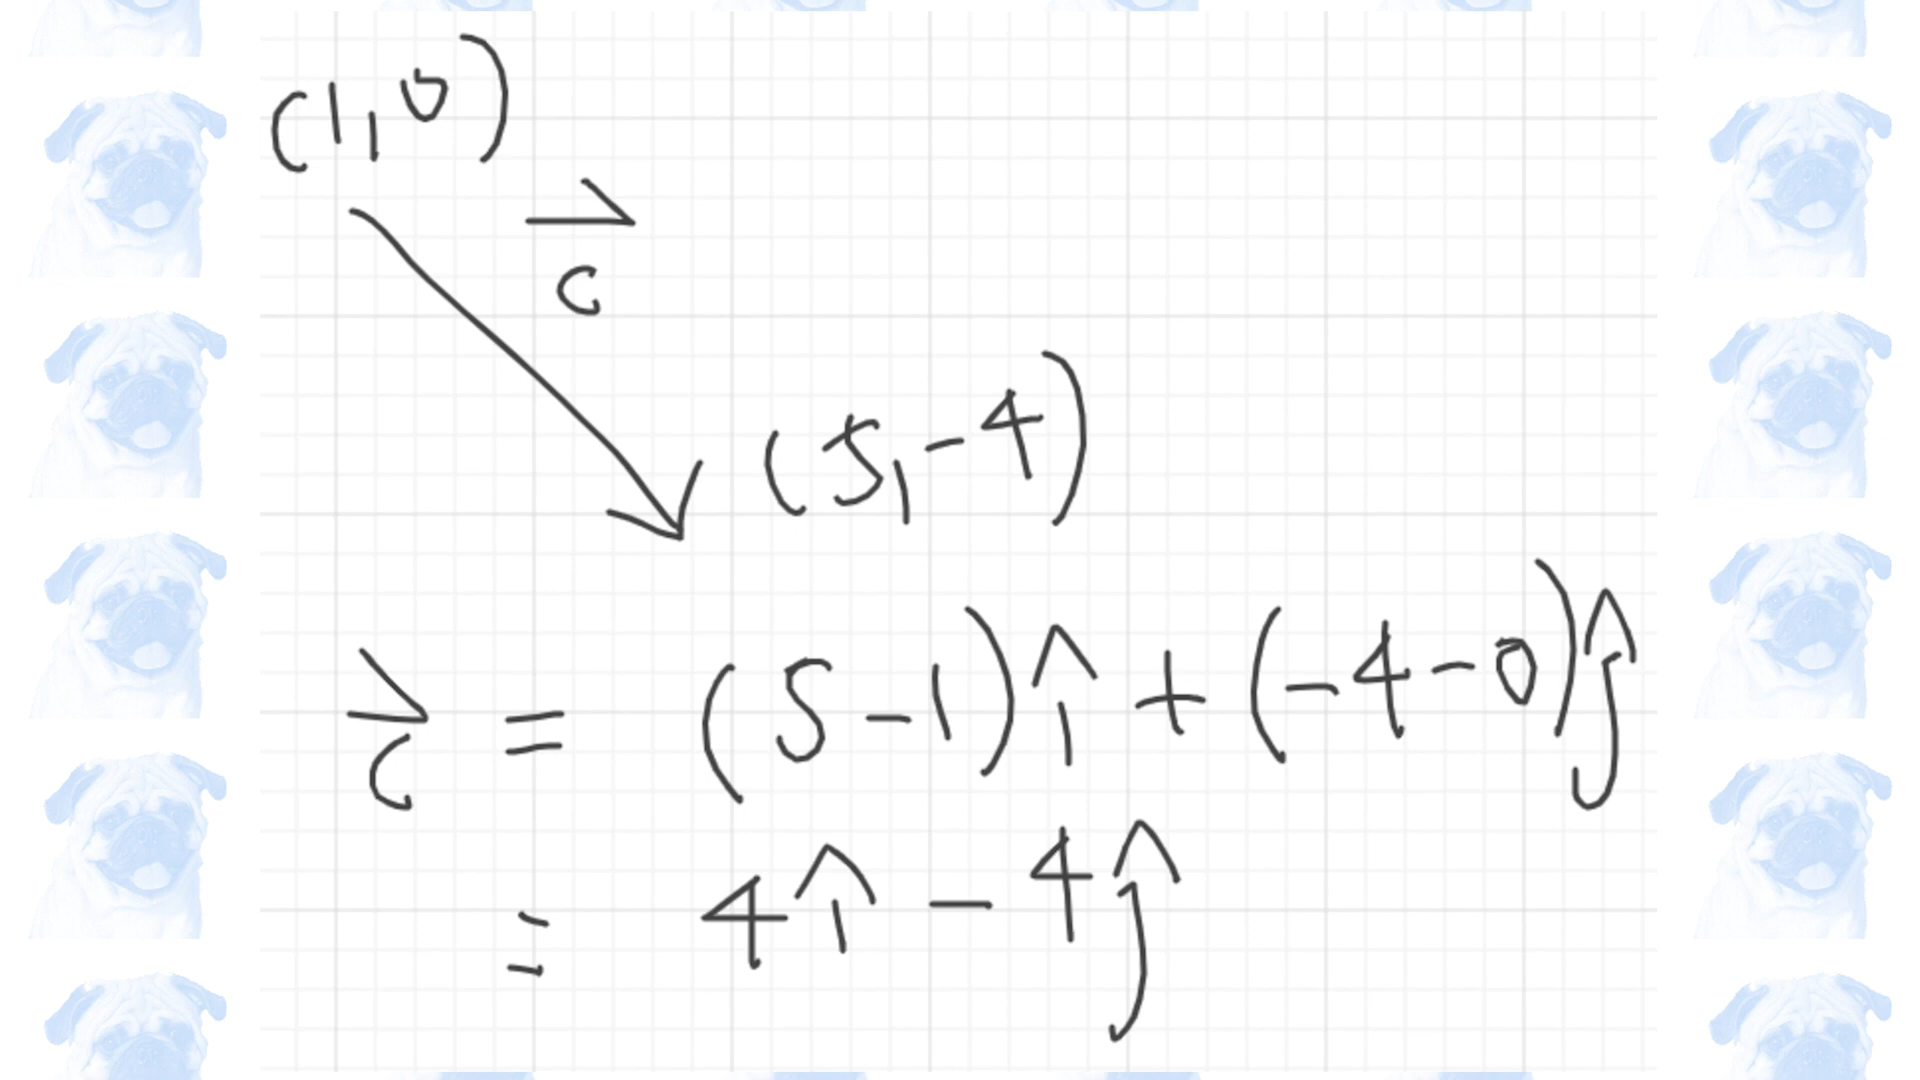 (1,0)
→
c
(5,-4)
→
c = (5-1)î + (-4-0)ĵ
= 4î - 4ĵ